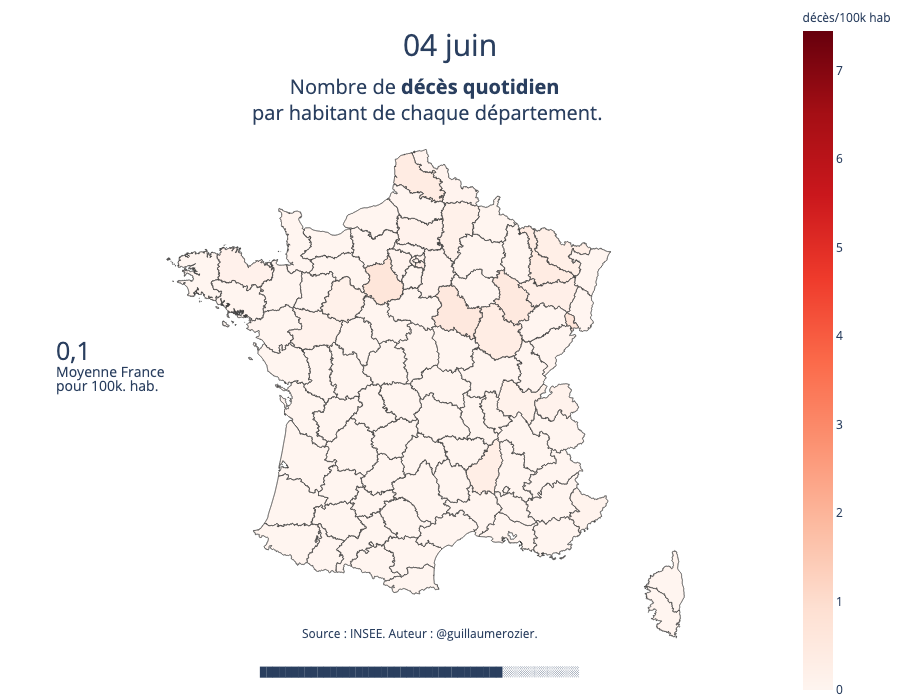 décès/100k hab
04 juin
Nombre de décès quotidien
par habitant de chaque département.
7
6
5
4
3
2
1
0
0,1
Moyenne France
pour 100k. hab.
Source : INSEE. Auteur : @guillaumerozier.